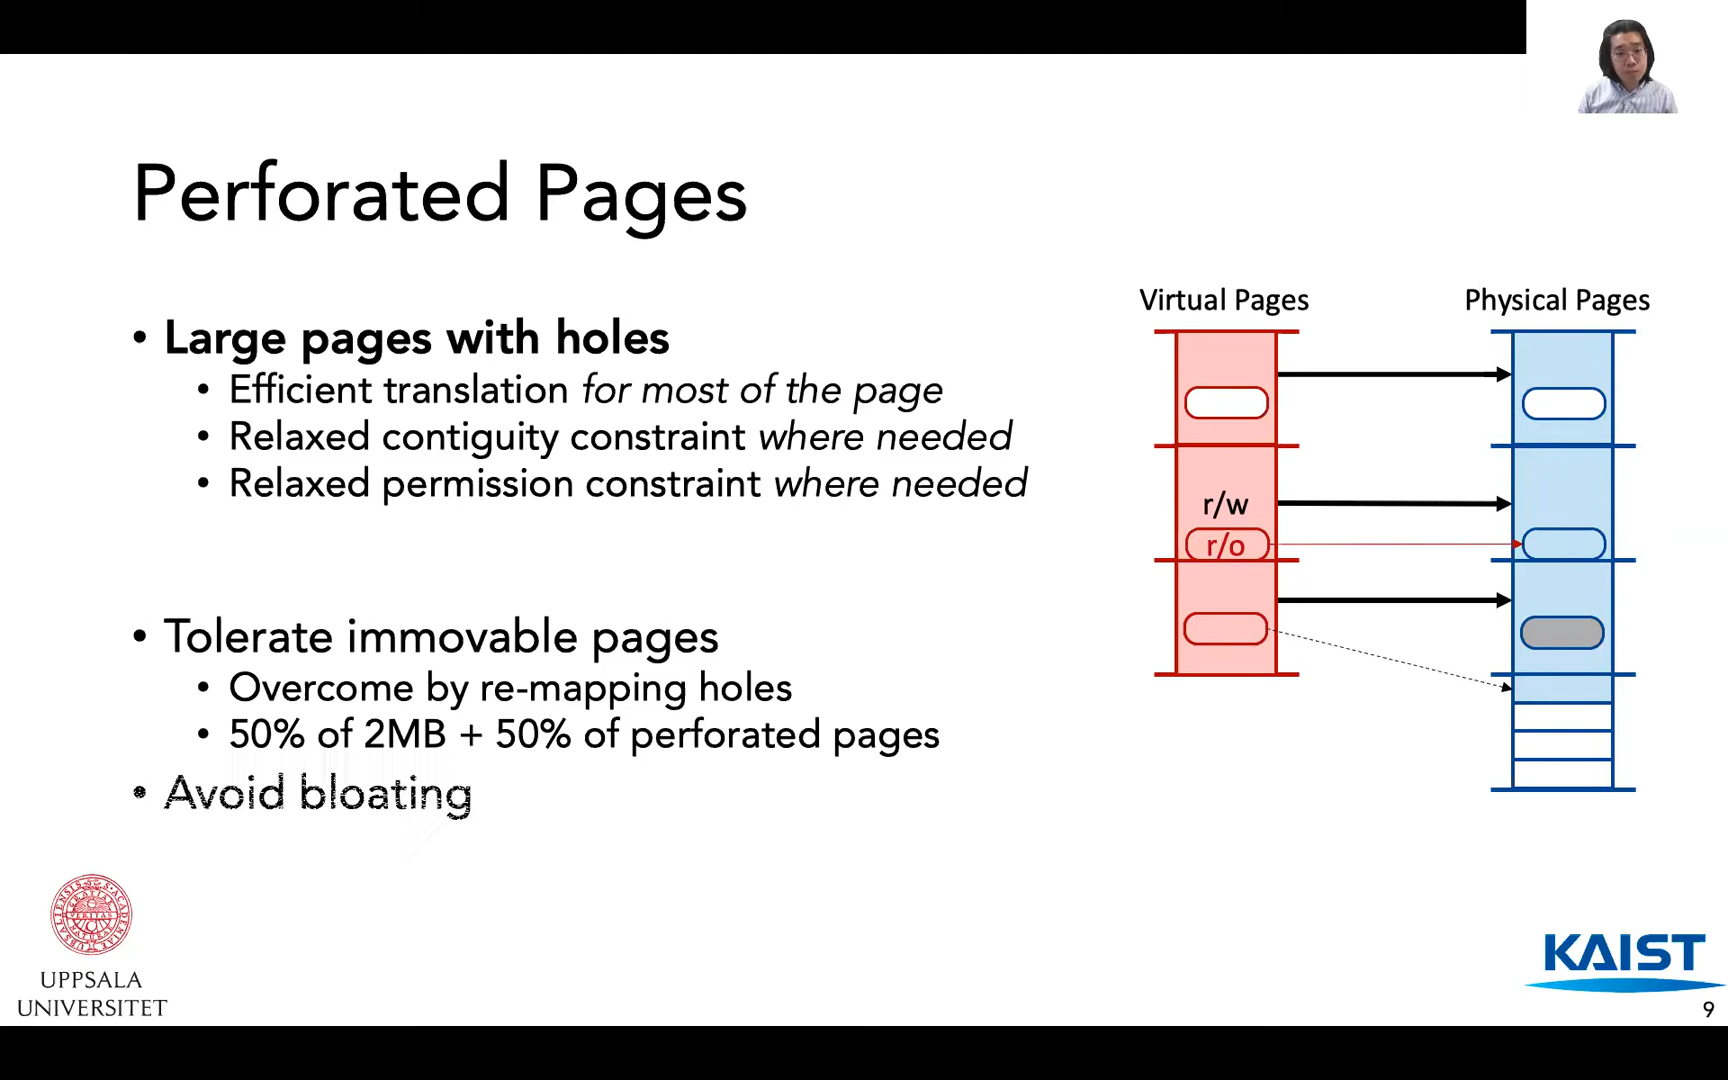 Perforated Pages
• Large pages with holes
• Efficient translation for most of the page
• Relaxed contiguity constraint where needed
• Relaxed permission constraint where needed
• Tolerate immovable pages
• Overcome by re-mapping holes
• 50% of 2MB + 50% of perforated pages
• Avoid bloating
Virtual Pages
Physical Pages
r/w
r/o
UPPSALA
UNIVERSITET
KAIST
9